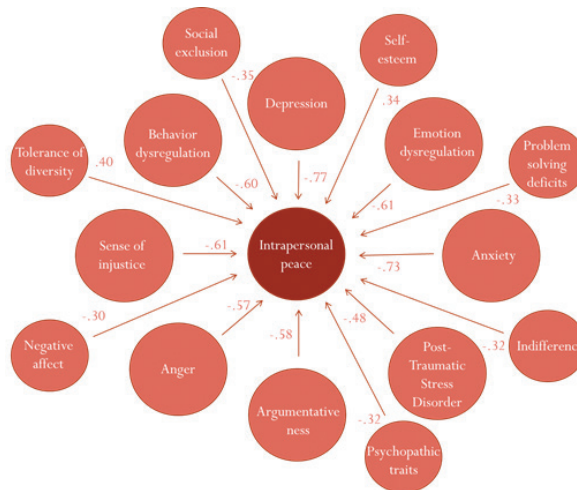 Social
exclusion
Self-
esteem
-.35
.34
Depression
Behavior
dysregulation
Emotion
dysregulation
Tolerance of
diversity
.40
Problem
solving
deficits
-.60
-.77
-.61
-.33
Sense of
injustice
-.61
Intrapersonal
peace
-.73
Anxiety
-.30
-.57
-.58
-.48
-.32
Negative
affect
Anger
Argumentative
ness
Post-
Traumatic
Stress
Disorder
Indifferenc
-.32
Psychopathic
traits